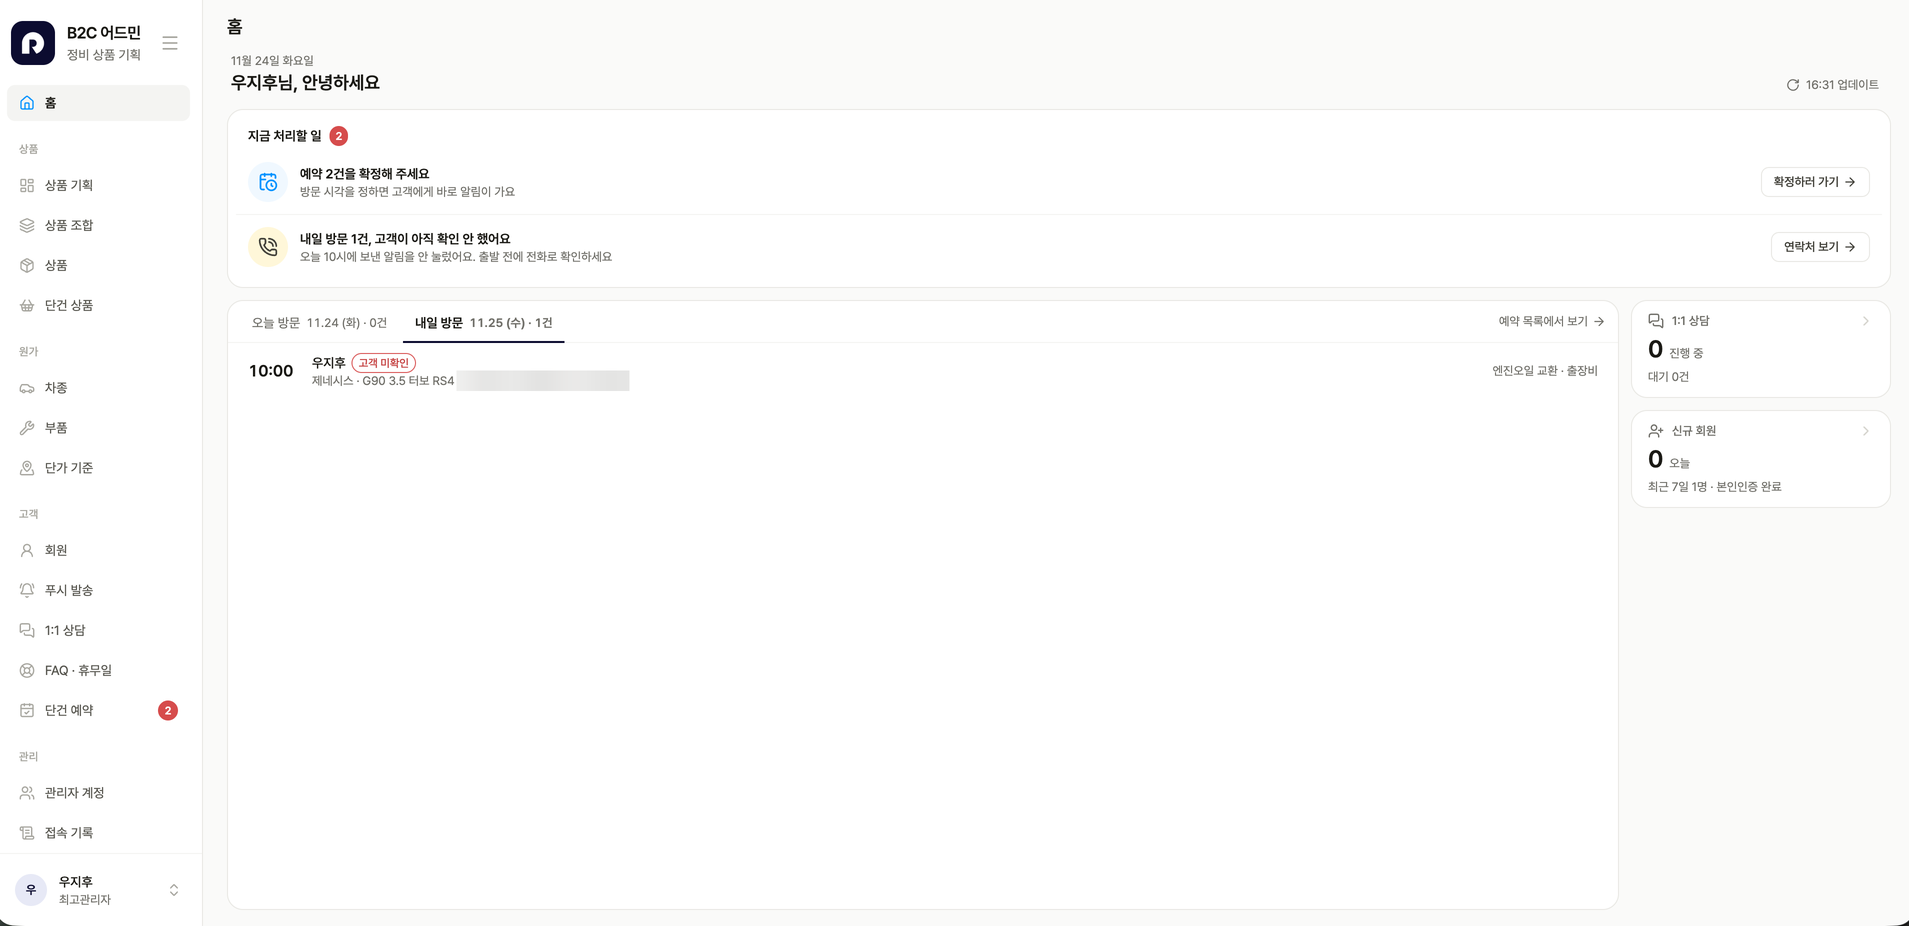 B2C 어드민
정비 상품 기획
홈
상품
상품 기획
상품 조합
상품
단건 상품
원가
차종
부품
단가 기준
고객
회원
푸시 발송
1:1 상담
FAQ · 휴무일
단건 예약 2
관리
관리자 계정
접속 기록
우 우지후
최고관리자
홈
11월 24일 화요일
우지후님, 안녕하세요
16:31 업데이트
지금 처리할 일 2
예약 2건을 확정해 주세요
방문 시각을 정하면 고객에게 바로 알림이 가요
확정하러 가기 →
내일 방문 1건, 고객이 아직 확인 안 했어요
오늘 10시에 보낸 알림을 안 눌렀어요. 출발 전에 전화로 확인하세요
연락처 보기 →
오늘 방문 11.24 (화) · 0건 내일 방문 11.25 (수) · 1건 예약 목록에서 보기 →
10:00 우지후 고객 미확인
제네시스 · G90 3.5 터보 RS4
엔진오일 교환 · 출장비
1:1 상담
0 진행 중
대기 0건
신규 회원
0 오늘
최근 7일 1명 · 본인인증 완료